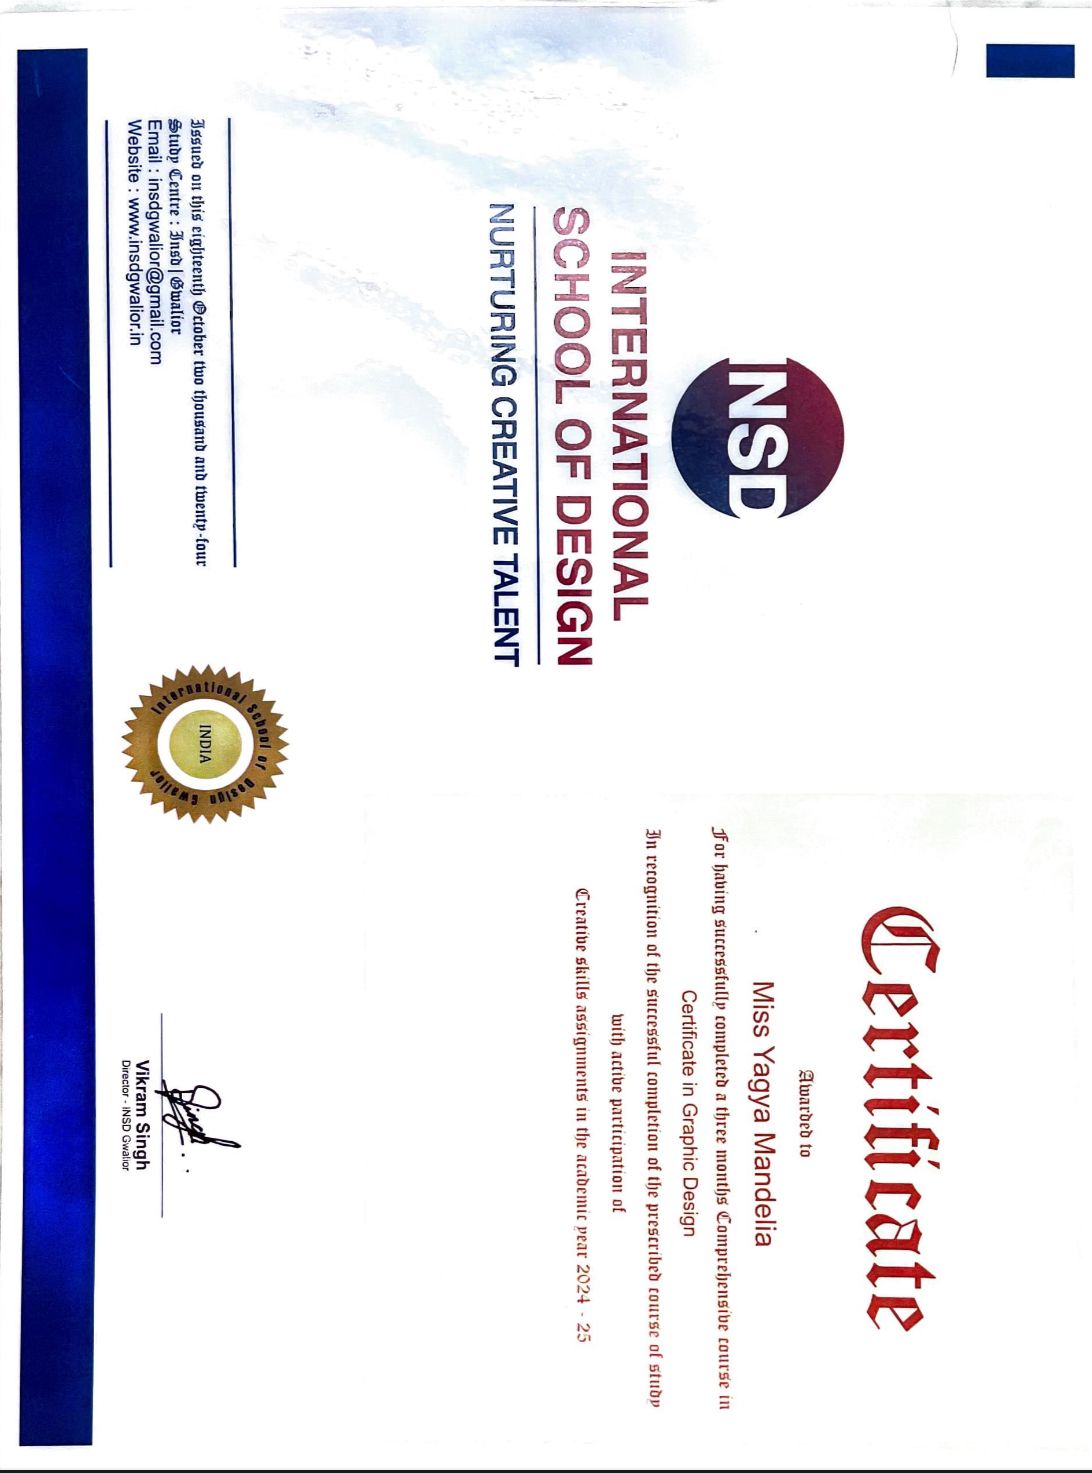 INSD
INTERNATIONAL
SCHOOL OF DESIGN
NURTURING CREATIVE TALENT
Certificate
Awarded to
Miss Yagya Mandelia
For having successfully completed a three months Comprehensive course in
Certificate in Graphic Design
In recognition of the successful completion of the prescribed course of study
with active participation of
Creative skills assignments in the academic year 2024 - 25
Issued on this eighteenth October two thousand and twenty-four
Study Centre : Insd | Gwalior
Email : insdgwalior@gmail.com
Website : www.insdgwalior.in
International School of Design Gwalior
INDIA
Singh
Vikram Singh
Director - INSD Gwalior